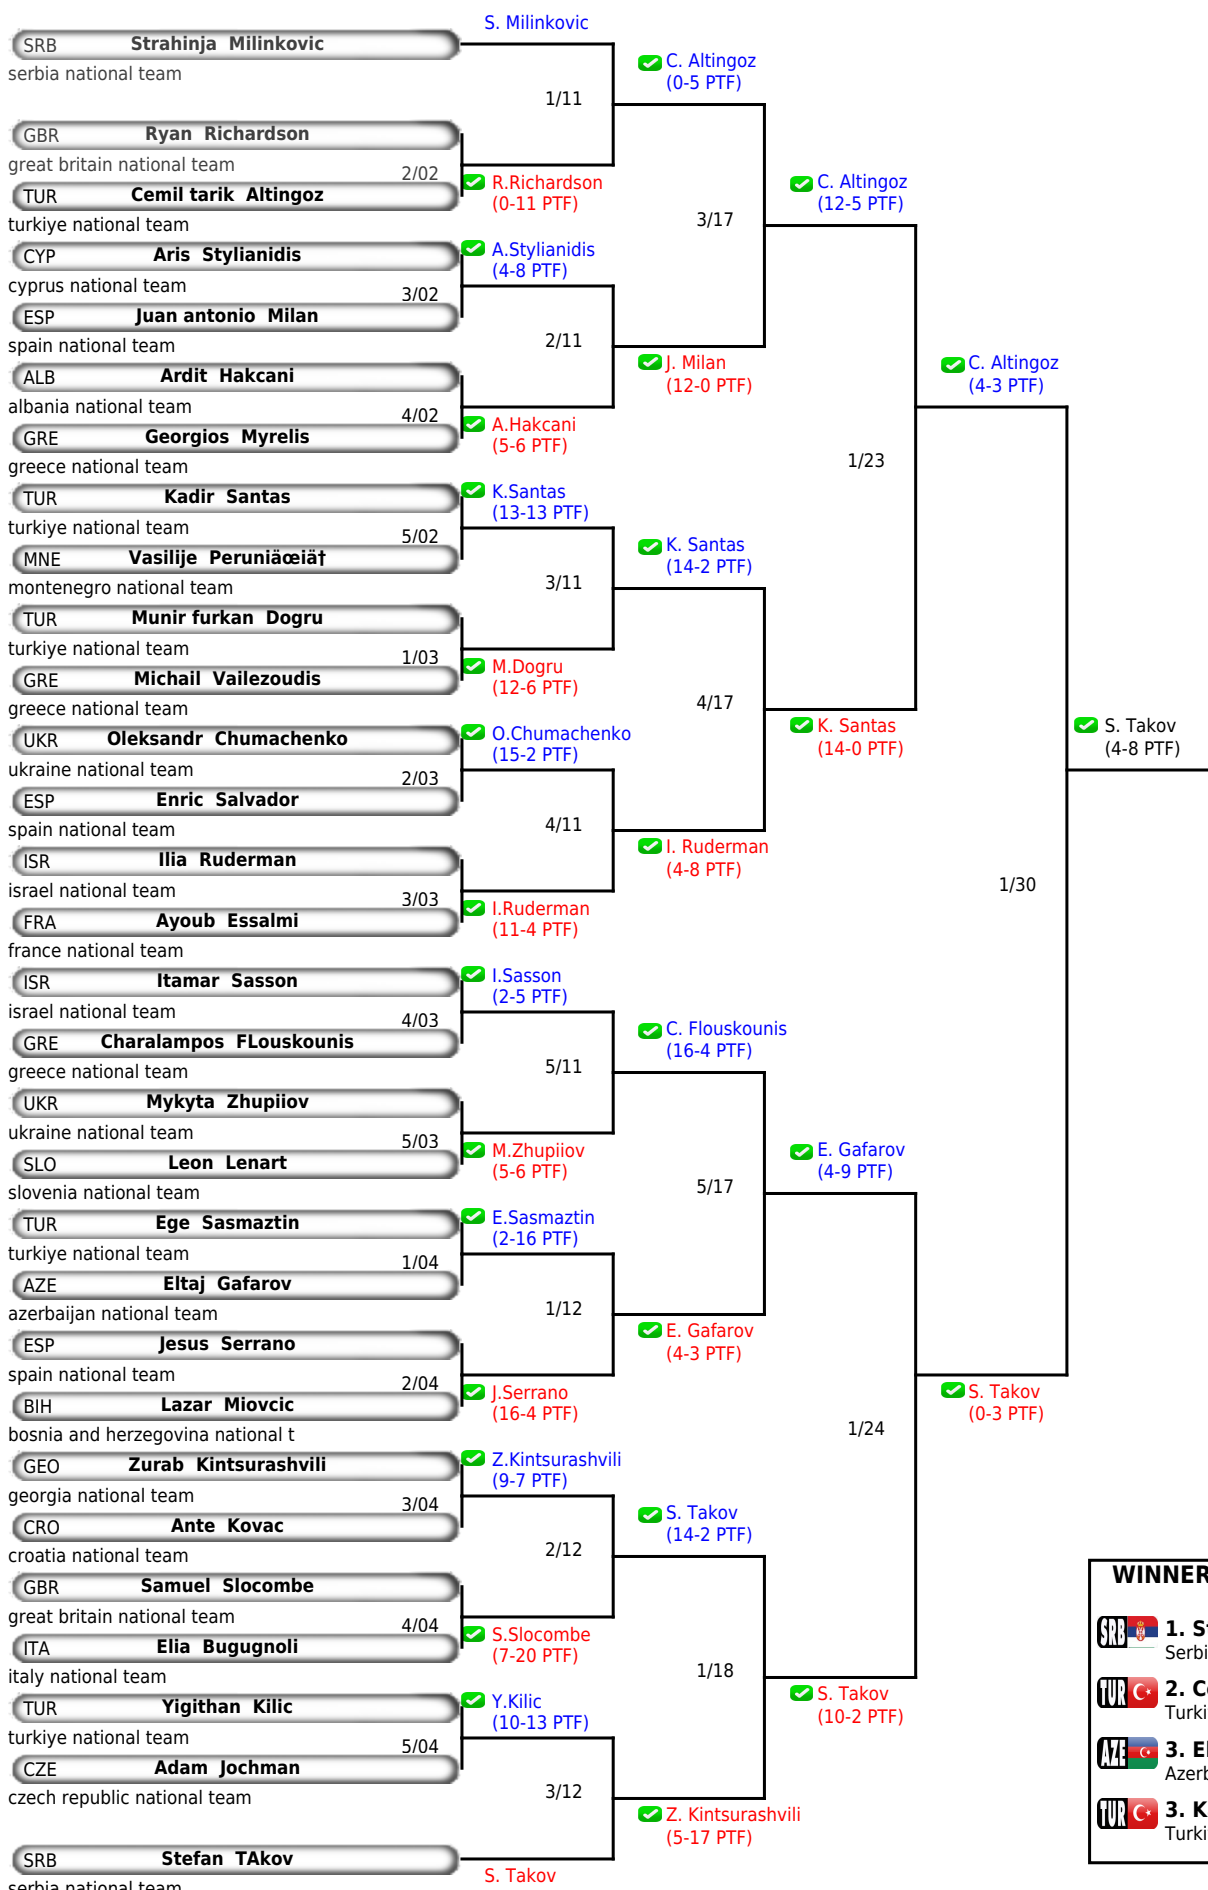 S. Milinkovic
SRB Strahinja Milinkovic
serbia national team
C. Altingoz
(0-5 PTF)
1/11
GBR Ryan Richardson
great britain national team
2/02
R.Richardson
(0-11 PTF)
TUR Cemil tarik Altingoz
turkiye national team
C. Altingoz
(12-5 PTF)
3/17
CYP Aris Stylianidis
cyprus national team
A.Stylianidis
(4-8 PTF)
3/02
ESP Juan antonio Milan
spain national team
2/11
J. Milan
(12-0 PTF)
ALB Ardit Hakcani
albania national team
C. Altingoz
(4-3 PTF)
4/02
A.Hakcani
(5-6 PTF)
GRE Georgios Myrelis
greece national team
1/23
TUR Kadir Santas
turkiye national team
K.Santas
(13-13 PTF)
5/02
MNE Vasilije Peruniäœiä†
montenegro national team
K. Santas
(14-2 PTF)
3/11
TUR Munir furkan Dogru
turkiye national team
1/03
M.Dogru
(12-6 PTF)
GRE Michail Vailezoudis
greece national team
4/17
UKR Oleksandr Chumachenko
ukraine national team
O.Chumachenko
(15-2 PTF)
K. Santas
(14-0 PTF)
S. Takov
(4-8 PTF)
2/03
ESP Enric Salvador
spain national team
4/11
I. Ruderman
(4-8 PTF)
ISR Ilia Ruderman
israel national team
1/30
3/03
I.Ruderman
(11-4 PTF)
FRA Ayoub Essalmi
france national team
ISR Itamar Sasson
israel national team
I.Sasson
(2-5 PTF)
4/03
GRE Charalampos FLouskounis
greece national team
C. Flouskounis
(16-4 PTF)
5/11
UKR Mykyta Zhupiiov
ukraine national team
5/03
M.Zhupiiov
(5-6 PTF)
SLO Leon Lenart
slovenia national team
E. Gafarov
(4-9 PTF)
5/17
TUR Ege Sasmaztin
turkiye national team
E.Sasmaztin
(2-16 PTF)
1/04
AZE Eltaj Gafarov
azerbaijan national team
1/12
E. Gafarov
(4-3 PTF)
ESP Jesus Serrano
spain national team
2/04
J.Serrano
(16-4 PTF)
S. Takov
(0-3 PTF)
BIH Lazar Miovcic
bosnia and herzegovina national t
1/24
GEO Zurab Kintsurashvili
georgia national team
Z.Kintsurashvili
(9-7 PTF)
3/04
CRO Ante Kovac
croatia national team
S. Takov
(14-2 PTF)
2/12
GBR Samuel Slocombe
great britain national team
4/04
S.Slocombe
(7-20 PTF)
ITA Elia Bugugnoli
italy national team
1/18
TUR Yigithan Kilic
turkiye national team
Y.Kilic
(10-13 PTF)
S. Takov
(10-2 PTF)
5/04
CZE Adam Jochman
czech republic national team
3/12
Z. Kintsurashvili
(5-17 PTF)
SRB Stefan TAkov
serbia national team
S. Takov
WINNER
SRB 1. St
Serbi
TUR 2. Ce
Turki
AZE 3. El
Azerb
TUR 3. K
Turki